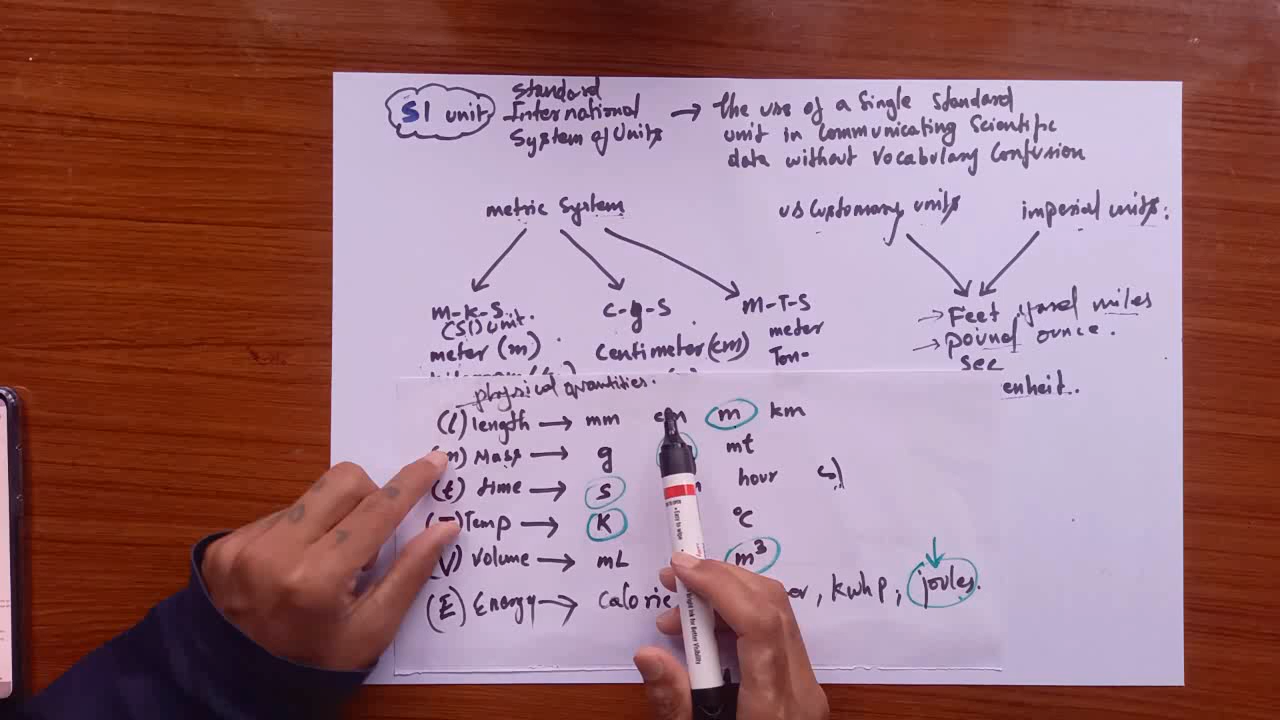 SI unit
Standard
International
System of Units
→ The use of a Single Standard
unit in Communicating Scientific
data without Vocabulary Confusion
metric System
us Customary units
imperial units:
m-k-s.
(SI) unit.
meter (m)
c-g-s
Centimeter (cm)
M-T-S
meter
Ton-
→ Feet yard miles
→ pound ounce.
sec
enheit.
physical quantities.
(l) length → mm cm m km
(m) Mass → g mt
(t) time → s hour
Temp → K °C
(V) Volume → mL m³
(E) Energy → Calorie , kwhp, joules.